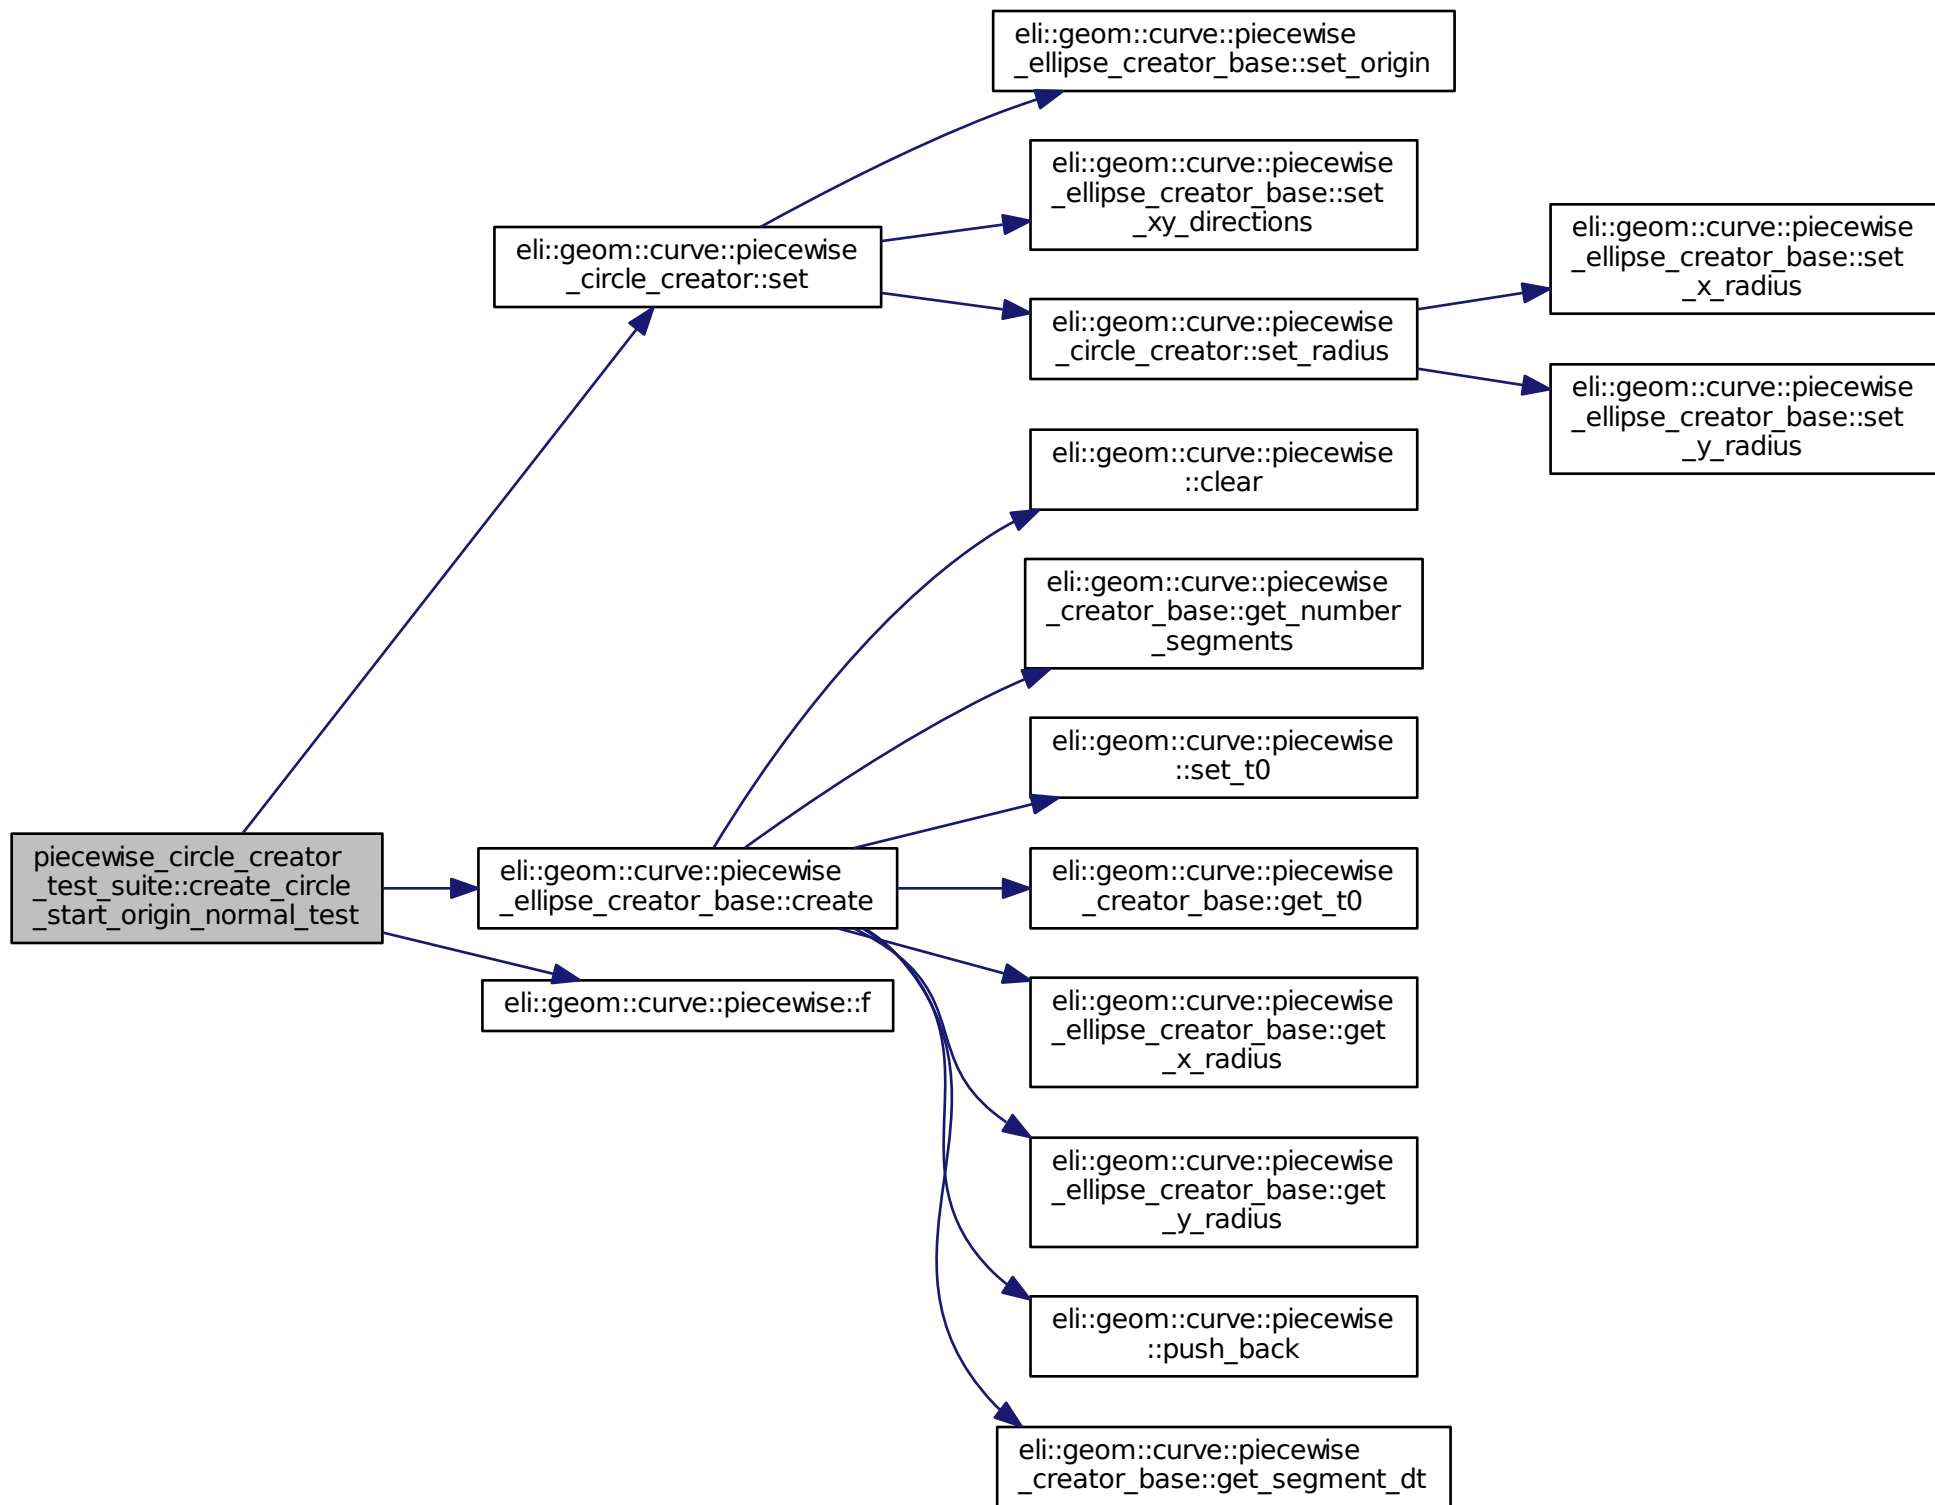 piecewise_circle_creator
_test_suite::create_circle
_start_origin_normal_test
eli::geom::curve::piecewise
_circle_creator::set
eli::geom::curve::piecewise
_ellipse_creator_base::create
eli::geom::curve::piecewise::f
eli::geom::curve::piecewise
_ellipse_creator_base::set_origin
eli::geom::curve::piecewise
_ellipse_creator_base::set
_xy_directions
eli::geom::curve::piecewise
_circle_creator::set_radius
eli::geom::curve::piecewise
::clear
eli::geom::curve::piecewise
_creator_base::get_number
_segments
eli::geom::curve::piecewise
::set_t0
eli::geom::curve::piecewise
_creator_base::get_t0
eli::geom::curve::piecewise
_ellipse_creator_base::get
_x_radius
eli::geom::curve::piecewise
_ellipse_creator_base::get
_y_radius
eli::geom::curve::piecewise
::push_back
eli::geom::curve::piecewise
_creator_base::get_segment_dt
eli::geom::curve::piecewise
_ellipse_creator_base::set
_x_radius
eli::geom::curve::piecewise
_ellipse_creator_base::set
_y_radius